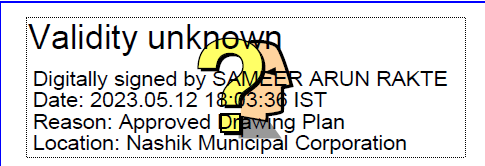 Validity unknown
Digitally signed by SAMEER ARUN RAKTE
Date: 2023.05.12 18:03:36 IST
Reason: Approved Drawing Plan
Location: Nashik Municipal Corporation